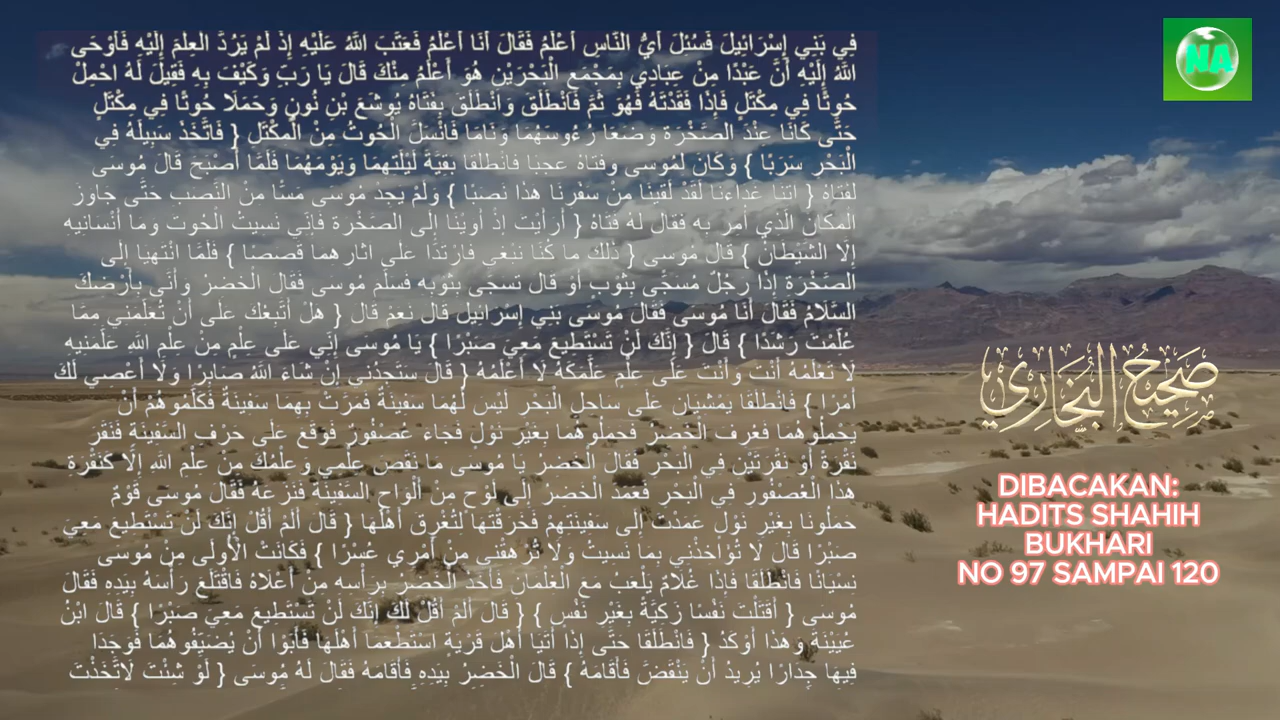 فِي بَنِي إِسْرَائِيلَ فَسُئِلَ أَيُّ النَّاسِ أَعْلَمُ فَقَالَ أَنَا أَعْلَمُ فَعَتَبَ اللَّهُ عَلَيْهِ إِذْ لَمْ يَرُدَّ الْعِلْمَ إِلَيْهِ فَأَوْحَى
اللَّهُ إِلَيْهِ أَنَّ عَبْدًا مِنْ عِبَادِي بِمَجْمَعِ الْبَحْرَيْنِ هُوَ أَعْلَمُ مِنْكَ قَالَ يَا رَبِّ وَكَيْفَ بِهِ فَقِيلَ لَهُ احْمِلْ
حُوتًا فِي مِكْتَلٍ فَإِذَا فَقَدْتَهُ فَهُوَ ثَمَّ فَانْطَلَقَ وَانْطَلَقَ بِفَتَاهُ يُوشَعَ بْنِ نُونٍ وَحَمَلَا حُوتًا فِي مِكْتَلٍ
حَتَّى كَانَا عِنْدَ الصَّخْرَةِ وَضَعَا رُءُوسَهُمَا وَنَامَا فَانْسَلَّ الْحُوتُ مِنْ الْمِكْتَلِ { فَاتَّخَذَ سَبِيلَهُ فِي
الْبَحْرِ سَرَبًا } وَكَانَ لِمُوسَى وَفَتَاهُ عَجَبًا فَانْطَلَقَا بَقِيَّةَ لَيْلَتِهِمَا وَيَوْمَهُمَا فَلَمَّا أَصْبَحَ قَالَ مُوسَى
لِفَتَاهُ { آتِنَا غَدَاءَنَا لَقَدْ لَقِينَا مِنْ سَفَرِنَا هَذَا نَصَبًا } وَلَمْ يَجِدْ مُوسَى مَسًّا مِنْ النَّصَبِ حَتَّى جَاوَزَ
الْمَكَانَ الَّذِي أُمِرَ بِهِ فَقَالَ لَهُ فَتَاهُ { أَرَأَيْتَ إِذْ أَوَيْنَا إِلَى الصَّخْرَةِ فَإِنِّي نَسِيتُ الْحُوتَ وَمَا أَنْسَانِيهِ
إِلَّا الشَّيْطَانُ } قَالَ مُوسَى { ذَلِكَ مَا كُنَّا نَبْغِي فَارْتَدَّا عَلَى آثَارِهِمَا قَصَصًا } فَلَمَّا انْتَهَيَا إِلَى
الصَّخْرَةِ إِذَا رَجُلٌ مُسَجًّى بِثَوْبٍ أَوْ قَالَ تَسَجَّى بِثَوْبِهِ فَسَلَّمَ مُوسَى فَقَالَ الْخَضِرُ وَأَنَّى بِأَرْضِكَ
السَّلَامُ فَقَالَ أَنَا مُوسَى فَقَالَ مُوسَى بَنِي إِسْرَائِيلَ قَالَ نَعَمْ قَالَ { هَلْ أَتَّبِعُكَ عَلَى أَنْ تُعَلِّمَنِي مِمَّا
عُلِّمْتَ رَشَدًا } قَالَ { إِنَّكَ لَنْ تَسْتَطِيعَ مَعِيَ صَبْرًا } يَا مُوسَى إِنِّي عَلَى عِلْمٍ مِنْ عِلْمِ اللَّهِ عَلَّمَنِيهِ
لَا تَعْلَمُهُ أَنْتَ وَأَنْتَ عَلَى عِلْمٍ عَلَّمَكَهُ لَا أَعْلَمُهُ { قَالَ سَتَجِدُنِي إِنْ شَاءَ اللَّهُ صَابِرًا وَلَا أَعْصِي لَكَ
أَمْرًا } فَانْطَلَقَا يَمْشِيَانِ عَلَى سَاحِلِ الْبَحْرِ لَيْسَ لَهُمَا سَفِينَةٌ فَمَرَّتْ بِهِمَا سَفِينَةٌ فَكَلَّمُوهُمْ أَنْ
يَحْمِلُوهُمَا فَعُرِفَ الْخَضِرُ فَحَمَلُوهُمَا بِغَيْرِ نَوْلٍ فَجَاءَ عُصْفُورٌ فَوَقَعَ عَلَى حَرْفِ السَّفِينَةِ فَنَقَرَ
نَقْرَةً أَوْ نَقْرَتَيْنِ فِي الْبَحْرِ فَقَالَ الْخَضِرُ يَا مُوسَى مَا نَقَصَ عِلْمِي وَعِلْمُكَ مِنْ عِلْمِ اللَّهِ إِلَّا كَنَقْرَةِ
هَذَا الْعُصْفُورِ فِي الْبَحْرِ فَعَمَدَ الْخَضِرُ إِلَى لَوْحٍ مِنْ أَلْوَاحِ السَّفِينَةِ فَنَزَعَهُ فَقَالَ مُوسَى قَوْمٌ
حَمَلُونَا بِغَيْرِ نَوْلٍ عَمَدْتَ إِلَى سَفِينَتِهِمْ فَخَرَقْتَهَا لِتُغْرِقَ أَهْلَهَا { قَالَ أَلَمْ أَقُلْ إِنَّكَ لَنْ تَسْتَطِيعَ مَعِيَ
صَبْرًا قَالَ لَا تُؤَاخِذْنِي بِمَا نَسِيتُ وَلَا تُرْهِقْنِي مِنْ أَمْرِي عُسْرًا } فَكَانَتْ الْأُولَى مِنْ مُوسَى
نِسْيَانًا فَانْطَلَقَا فَإِذَا غُلَامٌ يَلْعَبُ مَعَ الْغِلْمَانِ فَأَخَذَ الْخَضِرُ بِرَأْسِهِ مِنْ أَعْلَاهُ فَاقْتَلَعَ رَأْسَهُ بِيَدِهِ فَقَالَ
مُوسَى { أَقَتَلْتَ نَفْسًا زَكِيَّةً بِغَيْرِ نَفْسٍ } { قَالَ أَلَمْ أَقُلْ لَكَ إِنَّكَ لَنْ تَسْتَطِيعَ مَعِيَ صَبْرًا } قَالَ ابْنُ
عُيَيْنَةَ وَهَذَا أَوْكَدُ { فَانْطَلَقَا حَتَّى إِذَا أَتَيَا أَهْلَ قَرْيَةٍ اسْتَطْعَمَا أَهْلَهَا فَأَبَوْا أَنْ يُضَيِّفُوهُمَا فَوَجَدَا
فِيهَا جِدَارًا يُرِيدُ أَنْ يَنْقَضَّ فَأَقَامَهُ } قَالَ الْخَضِرُ بِيَدِهِ فَأَقَامَهُ فَقَالَ لَهُ مُوسَى { لَوْ شِئْتَ لَاتَّخَذْتَ
NA
صَحِيحُ البُخَارِي
DIBACAKAN:
HADITS SHAHIH
BUKHARI
NO 97 SAMPAI 120